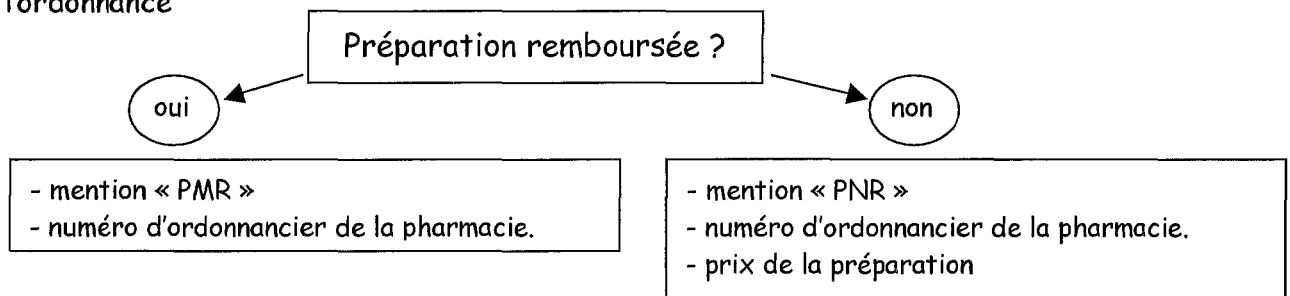 l'ordonnance
Préparation remboursée ?
oui
non
- mention « PMR »
- numéro d'ordonnancier de la pharmacie.
- mention « PNR »
- numéro d'ordonnancier de la pharmacie.
- prix de la préparation